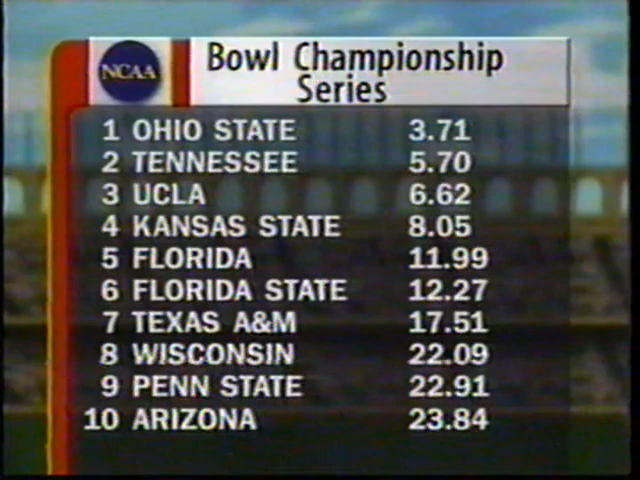 NCAA
Bowl Championship
Series
1 OHIO STATE 3.71
2 TENNESSEE 5.70
3 UCLA 6.62
4 KANSAS STATE 8.05
5 FLORIDA 11.99
6 FLORIDA STATE 12.27
7 TEXAS A&M 17.51
8 WISCONSIN 22.09
9 PENN STATE 22.91
10 ARIZONA 23.84